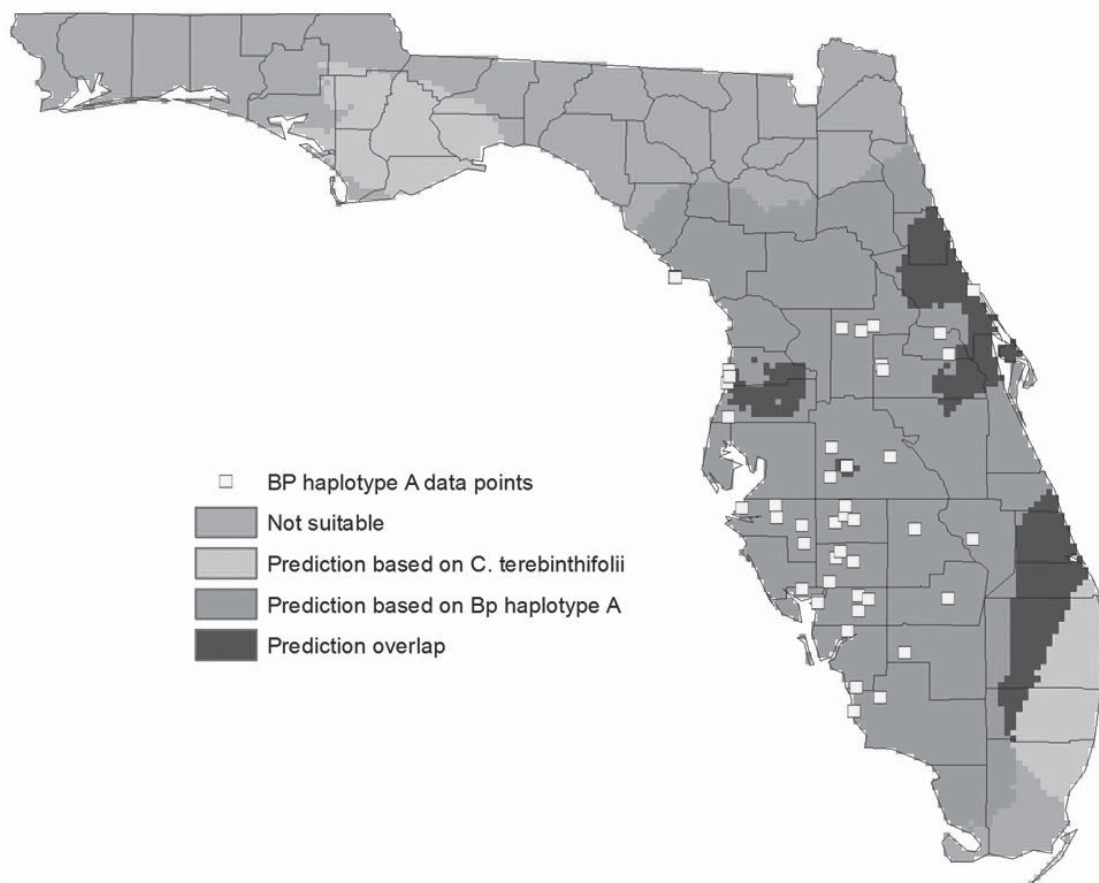 BP haplotype A data points
Not suitable
Prediction based on C. terebinthifolii
Prediction based on Bp haplotype A
Prediction overlap